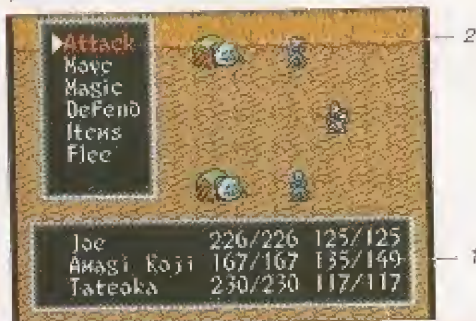 Attack
Move
Magic
Defend
Items
Flee
2
Jae 226/226 125/125
Amagi Koji 167/167 135/149
Tateoka 230/230 117/117
1